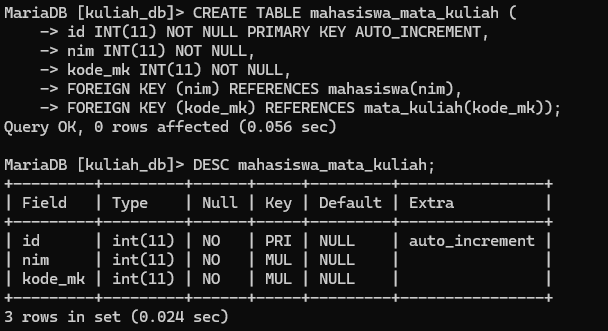 MariaDB [kuliah_db]> CREATE TABLE mahasiswa_mata_kuliah (
    -> id INT(11) NOT NULL PRIMARY KEY AUTO_INCREMENT,
    -> nim INT(11) NOT NULL,
    -> kode_mk INT(11) NOT NULL,
    -> FOREIGN KEY (nim) REFERENCES mahasiswa(nim),
    -> FOREIGN KEY (kode_mk) REFERENCES mata_kuliah(kode_mk));
Query OK, 0 rows affected (0.056 sec)

MariaDB [kuliah_db]> DESC mahasiswa_mata_kuliah;
+---------+---------+------+-----+---------+----------------+
| Field   | Type    | Null | Key | Default | Extra          |
+---------+---------+------+-----+---------+----------------+
| id      | int(11) | NO   | PRI | NULL    | auto_increment |
| nim     | int(11) | NO   | MUL | NULL    |                |
| kode_mk | int(11) | NO   | MUL | NULL    |                |
+---------+---------+------+-----+---------+----------------+
3 rows in set (0.024 sec)